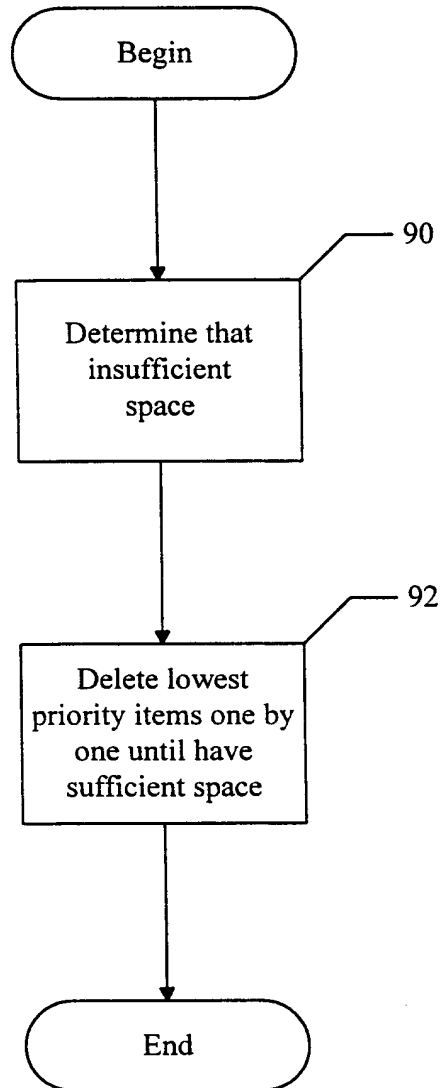 Begin
90
Determine that
insufficient
space
92
Delete lowest
priority items one by
one until have
sufficient space
End